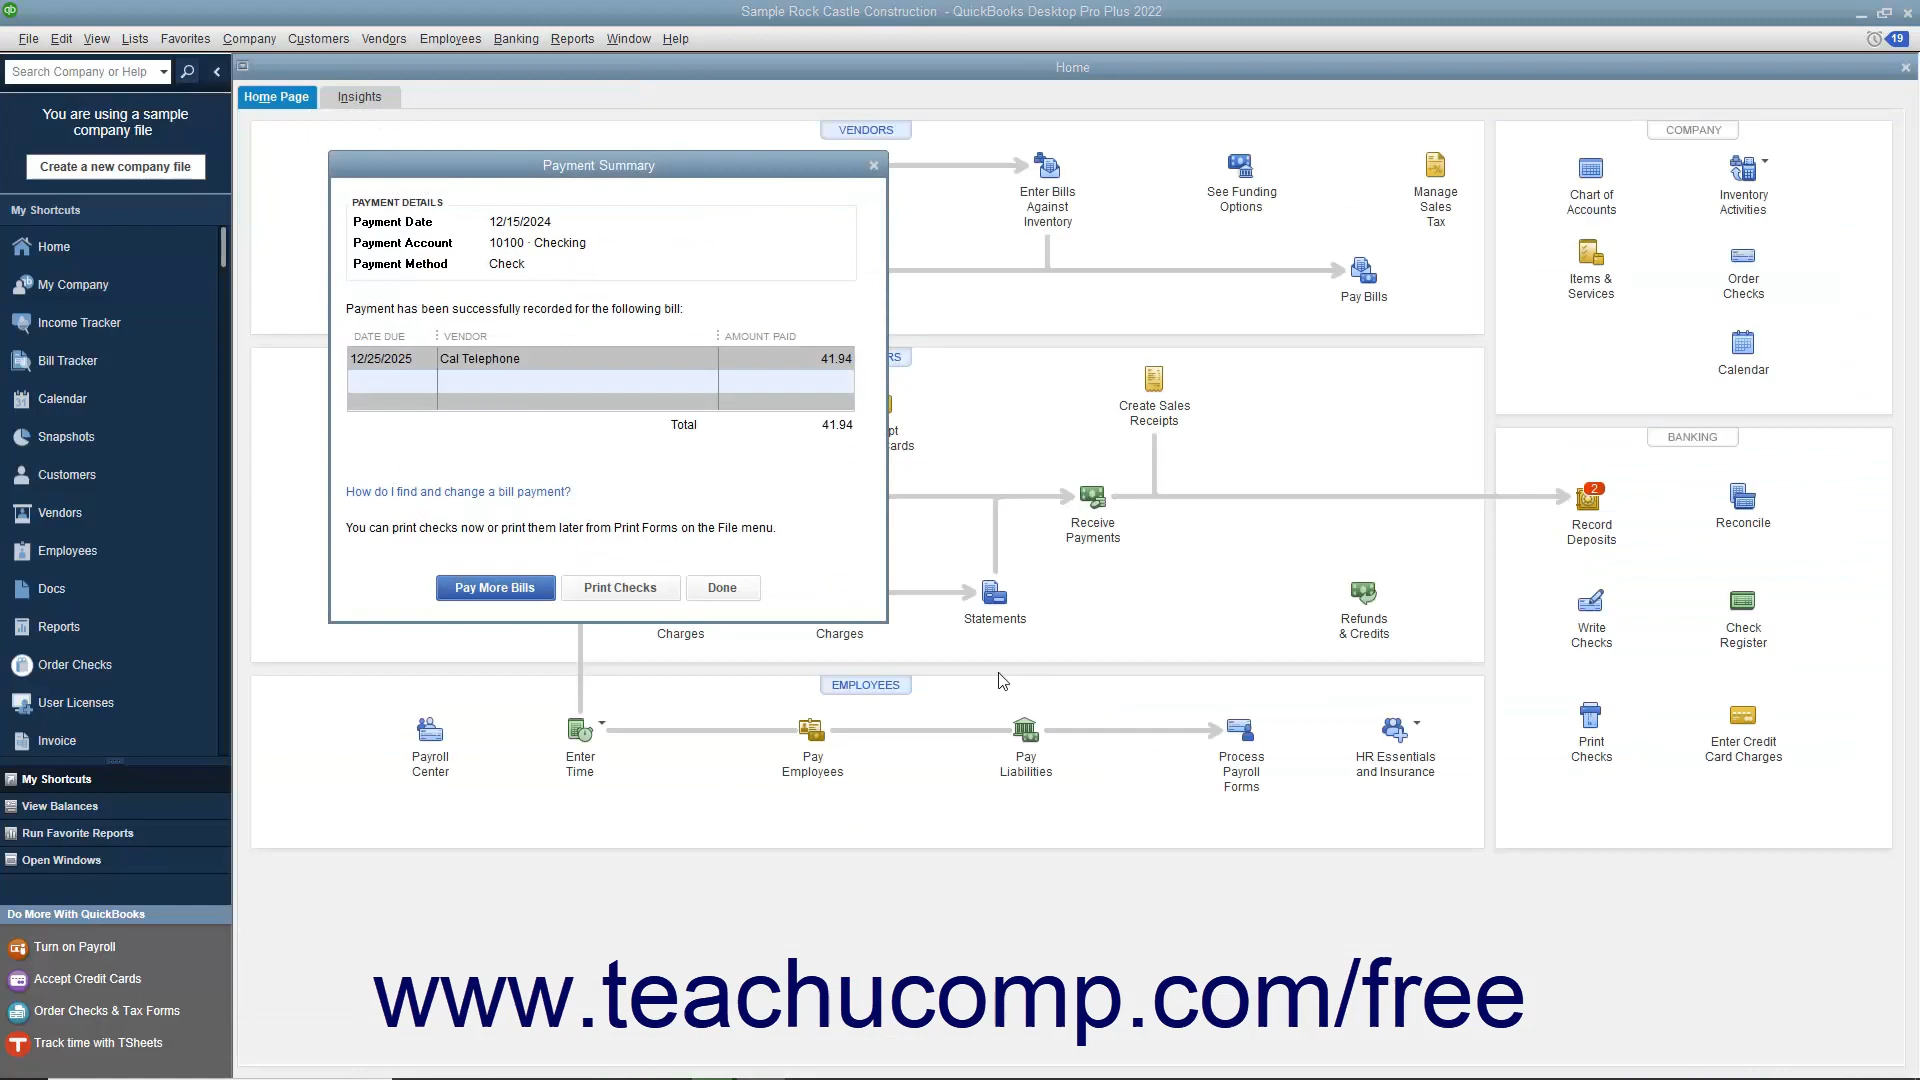 Sample Rock Castle Construction - QuickBooks Desktop Pro Plus 2022
File Edit View Lists Favorites Company Customers Vendors Employees Banking Reports Window Help
19
Search Company or Help
Home
Home Page
Insights
You are using a sample
company file
Create a new company file
My Shortcuts
Home
My Company
Income Tracker
Bill Tracker
Calendar
Snapshots
Customers
Vendors
Employees
Docs
Reports
Order Checks
User Licenses
Invoice
My Shortcuts
View Balances
Run Favorite Reports
Open Windows
Do More With QuickBooks
Turn on Payroll
Accept Credit Cards
Order Checks & Tax Forms
Track time with TSheets
VENDORS
Enter Bills
Against
Inventory
See Funding
Options
Manage
Sales
Tax
Pay Bills
Payment Summary
PAYMENT DETAILS
Payment Date 12/15/2024
Payment Account 10100 · Checking
Payment Method Check
Payment has been successfully recorded for the following bill:
DATE DUE VENDOR AMOUNT PAID
12/25/2025 Cal Telephone 41.94
Total 41.94
How do I find and change a bill payment?
You can print checks now or print them later from Print Forms on the File menu.
Pay More Bills
Print Checks
Done
RS
pt
ards
Create Sales
Receipts
Receive
Payments
Statements
Refunds
& Credits
Charges
Charges
EMPLOYEES
Payroll
Center
Enter
Time
Pay
Employees
Pay
Liabilities
Process
Payroll
Forms
HR Essentials
and Insurance
COMPANY
Chart of
Accounts
Inventory
Activities
Items &
Services
Order
Checks
Calendar
BANKING
2
Record
Deposits
Reconcile
Write
Checks
Check
Register
Print
Checks
Enter Credit
Card Charges
www.teachucomp.com/free